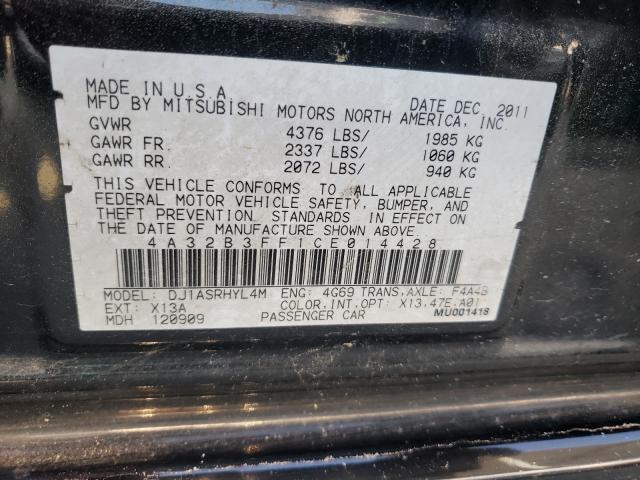 MADE IN U.S.A DATE DEC 2011
MFD BY MITSUBISHI MOTORS NORTH AMERICA, INC.
GVWR 4376 LBS/ 1985 KG
GAWR FR: 2337 LBS/ 1060 KG
GAWR RR: 2072 LBS/ 940 KG
THIS VEHICLE CONFORMS TO ALL APPLICABLE
FEDERAL MOTOR VEHICLE SAFETY, BUMPER, AND
THEFT PREVENTION STANDARDS IN EFFECT ON
THE DATE OF MANUFACTURE SHOWN ABOVE.
4A32B3FF1CE014428
MODEL: DJ1ASRHYL4M ENG: 4G69 TRANS,AXLE: F4A4B
EXT: X13A COLOR,INT,OPT: X13,47E,A01
MDH 120909 PASSENGER CAR MU001418